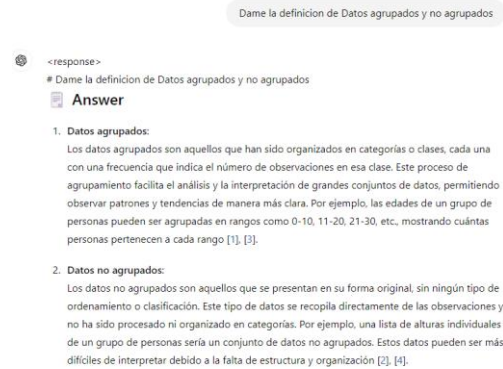 Dame la definicion de Datos agrupados y no agrupados
<response>
# Dame la definicion de Datos agrupados y no agrupados
Answer
1. Datos agrupados:
Los datos agrupados son aquellos que han sido organizados en categorías o clases, cada una
con una frecuencia que indica el número de observaciones en esa clase. Este proceso de
agrupamiento facilita el análisis y la interpretación de grandes conjuntos de datos, permitiendo
observar patrones y tendencias de manera más clara. Por ejemplo, las edades de un grupo de
personas pueden ser agrupadas en rangos como 0-10, 11-20, 21-30, etc., mostrando cuántas
personas pertenecen a cada rango [1], [3].
2. Datos no agrupados:
Los datos no agrupados son aquellos que se presentan en su forma original, sin ningún tipo de
ordenamiento o clasificación. Este tipo de datos se recopila directamente de las observaciones y
no ha sido procesado ni organizado en categorías. Por ejemplo, una lista de alturas individuales
de un grupo de personas sería un conjunto de datos no agrupados. Estos datos pueden ser más
difíciles de interpretar debido a la falta de estructura y organización [2], [4].